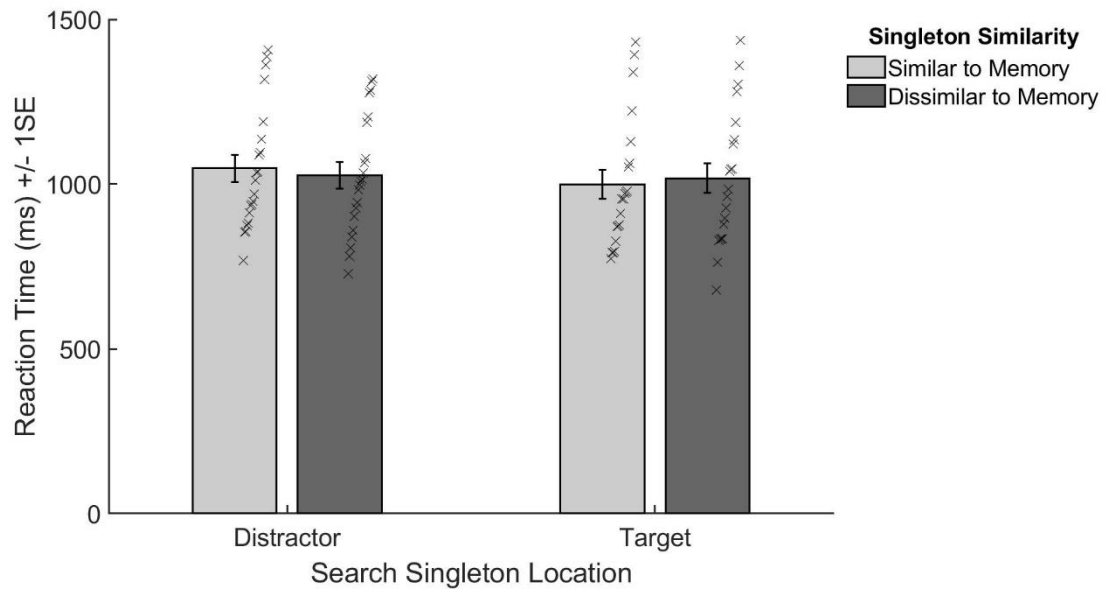 1500
1000
500
0
Reaction Time (ms) +/- 1SE
Distractor
Target
Search Singleton Location
Singleton Similarity
Similar to Memory
Dissimilar to Memory